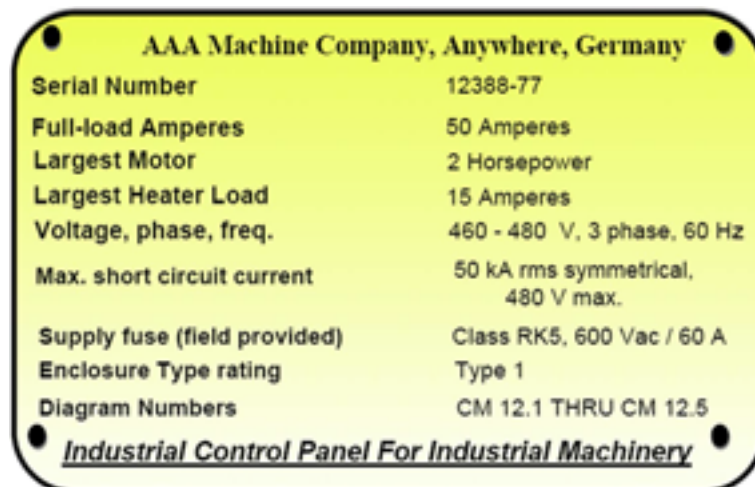 AAA Machine Company, Anywhere, Germany
Serial Number 12388-77
Full-load Amperes 50 Amperes
Largest Motor 2 Horsepower
Largest Heater Load 15 Amperes
Voltage, phase, freq. 460 - 480 V, 3 phase, 60 Hz
Max. short circuit current 50 kA rms symmetrical,
480 V max.
Supply fuse (field provided) Class RK5, 600 Vac / 60 A
Enclosure Type rating Type 1
Diagram Numbers CM 12.1 THRU CM 12.5
Industrial Control Panel For Industrial Machinery